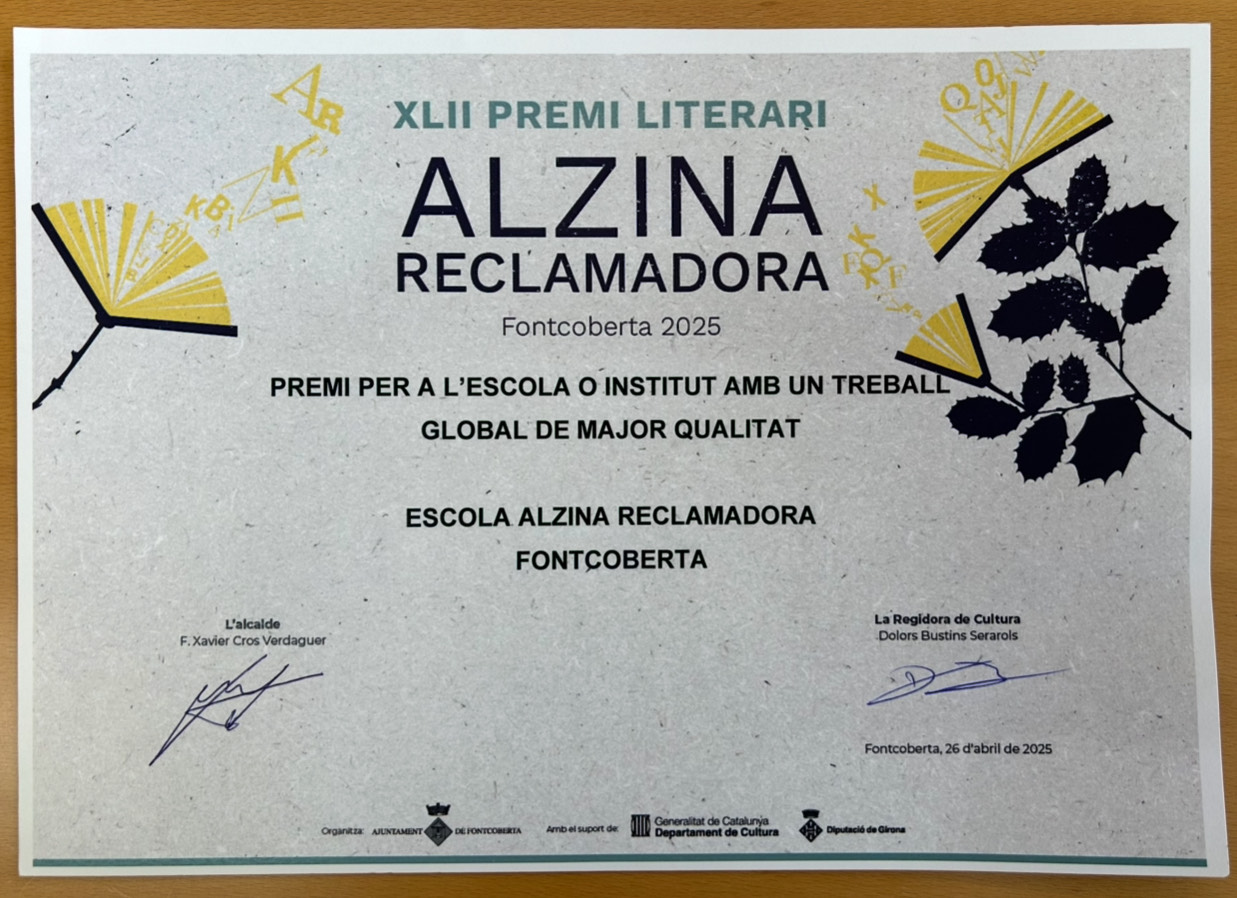 XLII PREMI LITERARI
ALZINA
RECLAMADORA
Fontcoberta 2025
PREMI PER A L'ESCOLA O INSTITUT AMB UN TREBALL
GLOBAL DE MAJOR QUALITAT
ESCOLA ALZINA RECLAMADORA
FONTCOBERTA
L'alcalde
F. Xavier Cros Verdaguer
La Regidora de Cultura
Dolors Bustins Serarols
Fontcoberta, 26 d'abril de 2025
Organitza: AJUNTAMENT DE FONTCOBERTA
Amb el suport de:
Generalitat de Catalunya
Departament de Cultura
Diputació de Girona